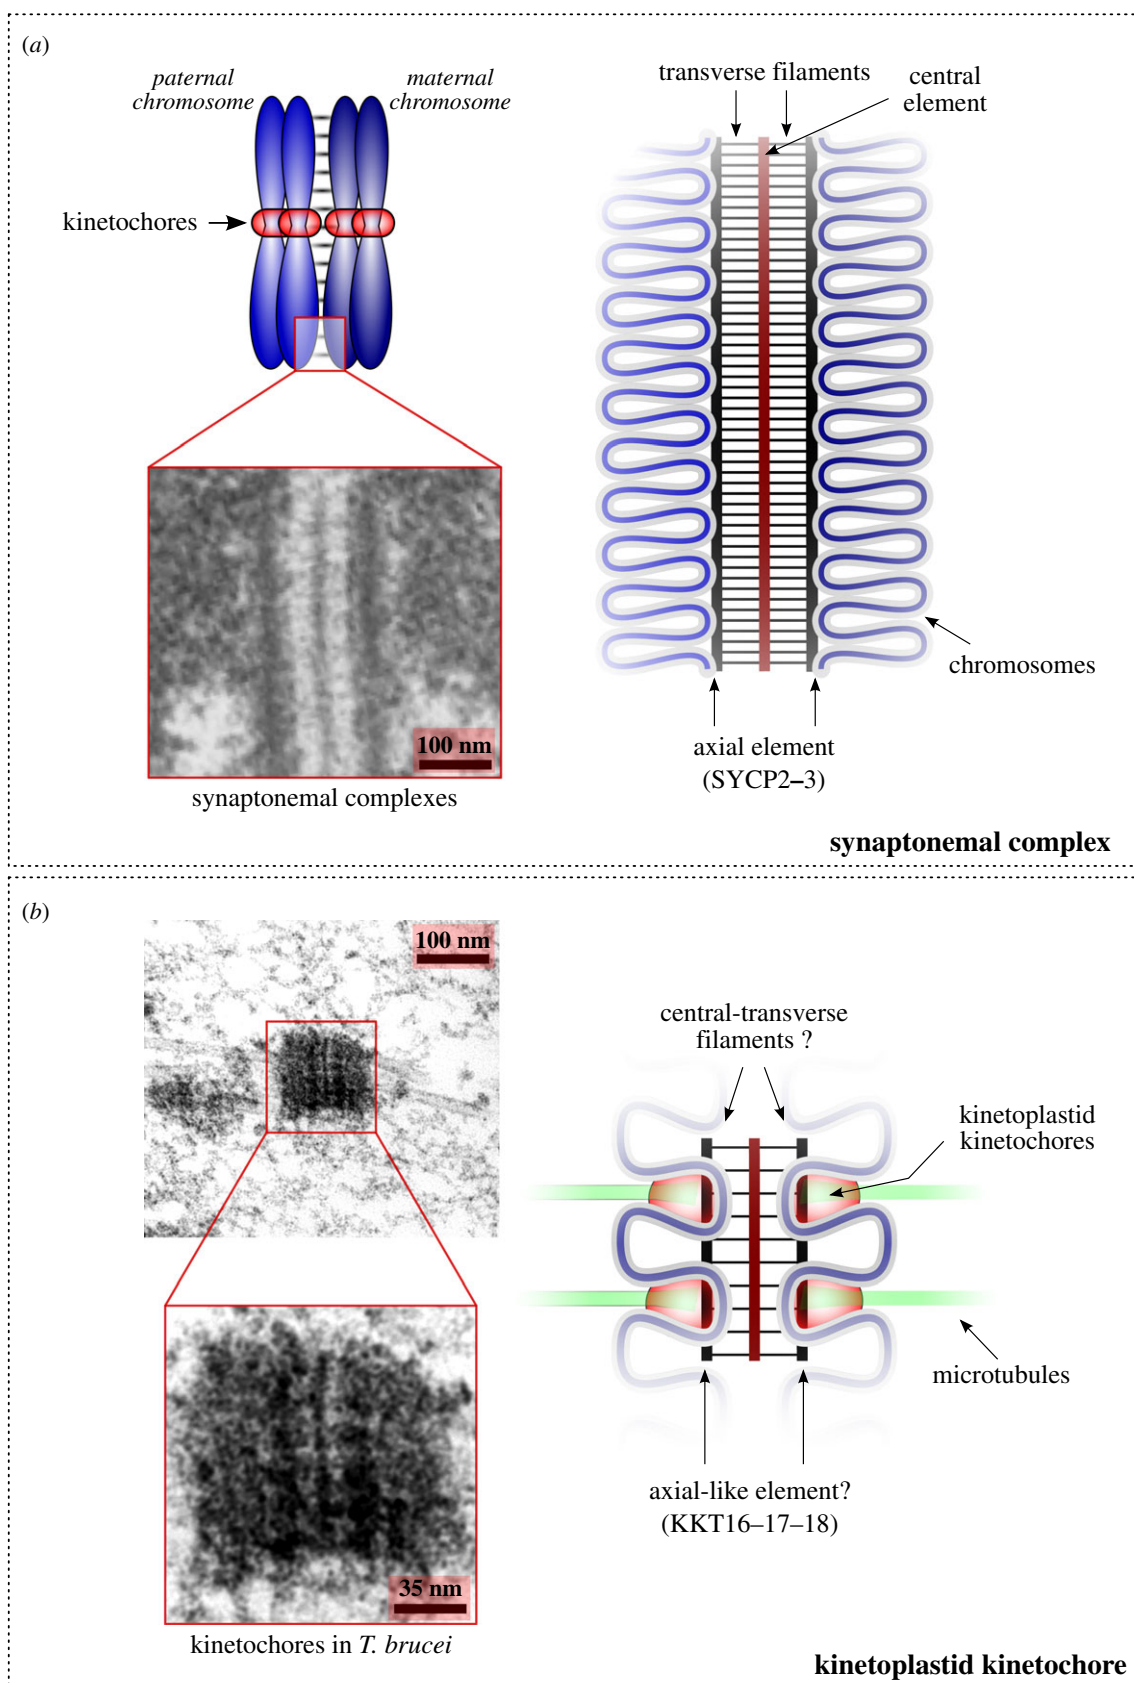 (a)
paternal
chromosome
maternal
chromosome
kinetochores
transverse filaments
central
element
chromosomes
axial element
(SYCP2–3)
100 nm
synaptonemal complexes
synaptonemal complex
(b)
100 nm
central-transverse
filaments ?
kinetoplastid
kinetochores
microtubules
axial-like element?
(KKT16–17–18)
35 nm
kinetochores in T. brucei
kinetoplastid kinetochore